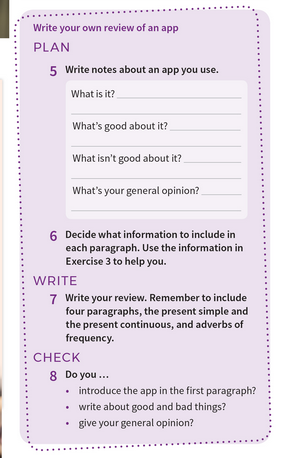 Write your own review of an app
PLAN
5 Write notes about an app you use.
What is it?
What's good about it?
What isn't good about it?
What's your general opinion?
6 Decide what information to include in
each paragraph. Use the information in
Exercise 3 to help you.
WRITE
7 Write your review. Remember to include
four paragraphs, the present simple and
the present continuous, and adverbs of
frequency.
CHECK
8 Do you …
• introduce the app in the first paragraph?
• write about good and bad things?
• give your general opinion?